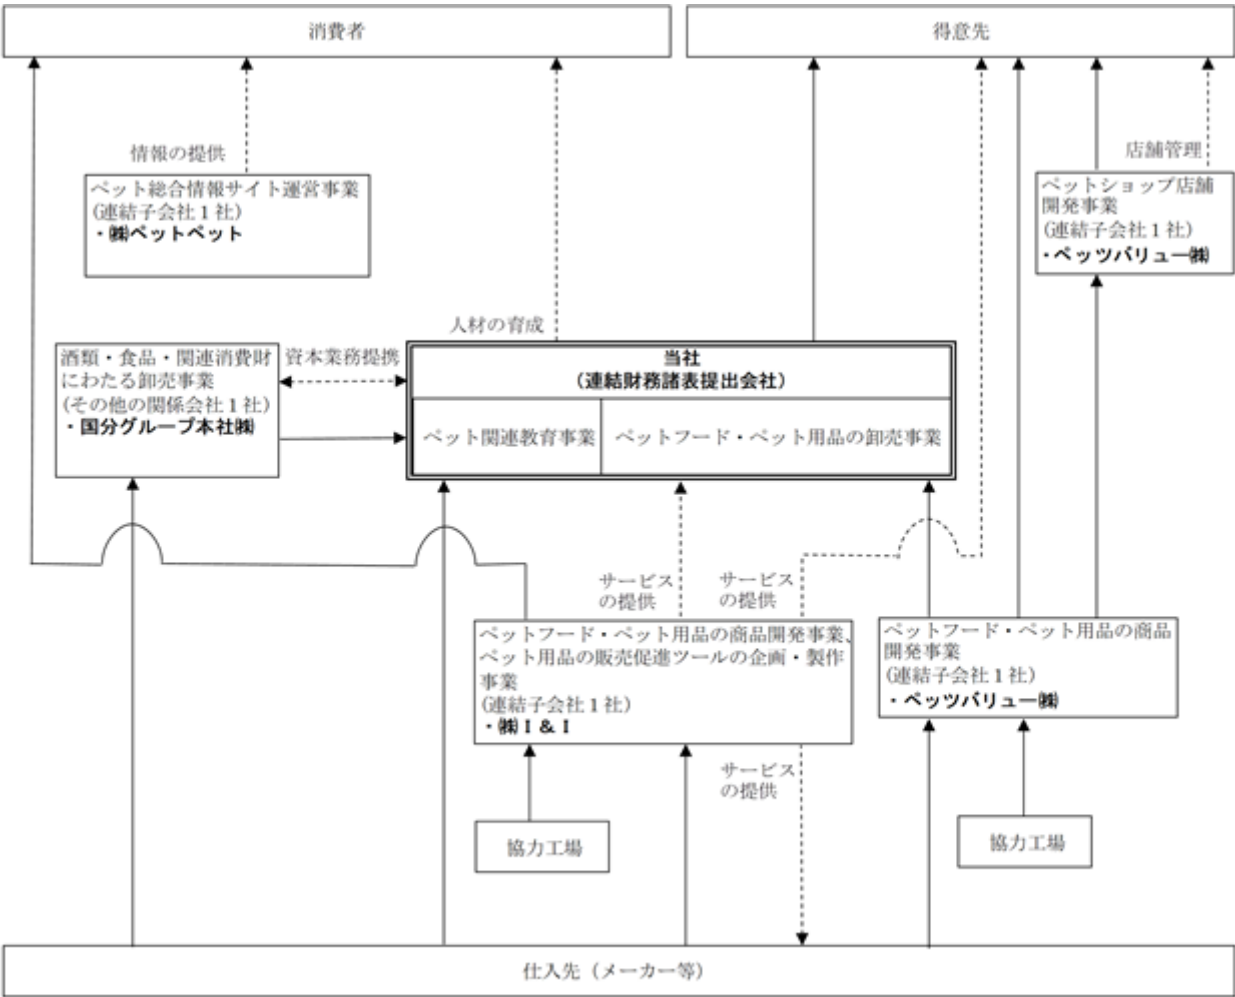 消費者
得意先
情報の提供
店舗管理
ペット総合情報サイト運営事業
(連結子会社１社)
・㈱ペットペット
ペットショップ店舗
開発事業
(連結子会社１社)
・ペッツバリュー㈱
人材の育成
酒類・食品・関連消費財
にわたる卸売事業
(その他の関係会社１社)
・国分グループ本社㈱
資本業務提携
当社
（連結財務諸表提出会社）
ペット関連教育事業
ペットフード・ペット用品の卸売事業
サービス
の提供
サービス
の提供
ペットフード・ペット用品の商品開発事業、
ペット用品の販売促進ツールの企画・製作
事業
(連結子会社１社)
・㈱Ｉ＆Ｉ
ペットフード・ペット用品の商品
開発事業
(連結子会社１社)
・ペッツバリュー㈱
サービス
の提供
協力工場
協力工場
仕入先（メーカー等）